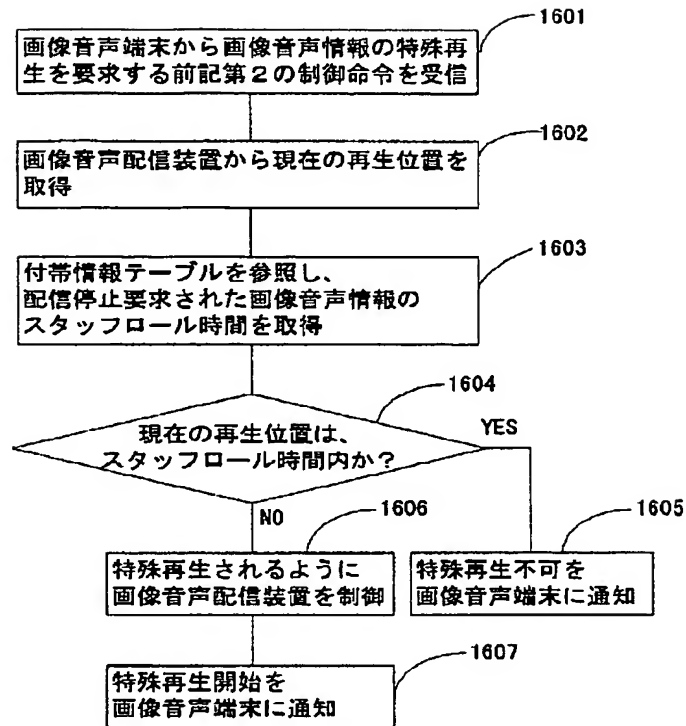 1601
画像音声端末から画像音声情報の特殊再
生を要求する前記第2の制御命令を受信
1602
画像音声配信装置から現在の再生位置を
取得
1603
付帯情報テーブルを参照し、
配信停止要求された画像音声情報の
スタッフロール時間を取得
1604
現在の再生位置は、
スタッフロール時間内か?
YES
NO
1606
特殊再生されるように
画像音声配信装置を制御
1605
特殊再生不可を
画像音声端末に通知
1607
特殊再生開始を
画像音声端末に通知